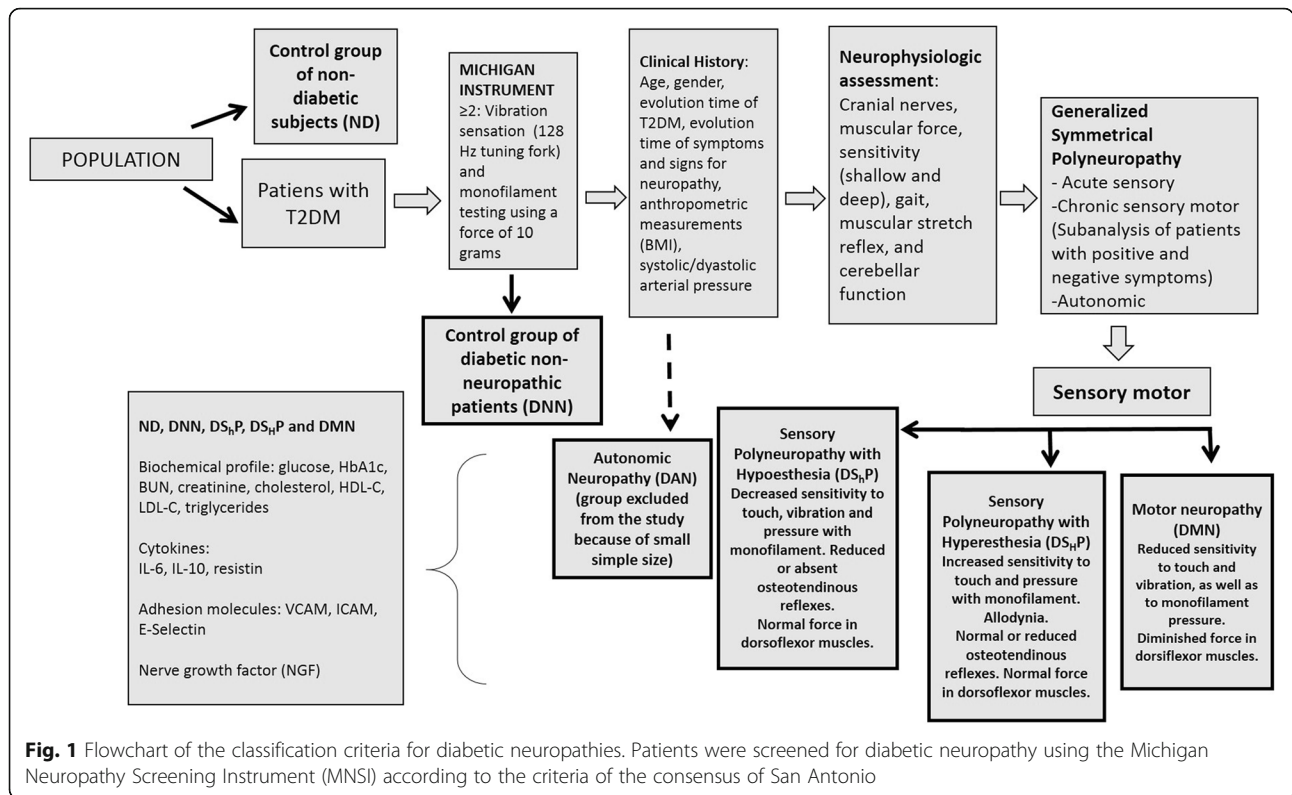 Control group
of non-
diabetic
subjects (ND)
POPULATION
Patiens with
T2DM
MICHIGAN
INSTRUMENT
≥2: Vibration
sensation (128
Hz tuning fork)
and
monofilament
testing using a
force of 10
grams
Clinical History:
Age, gender,
evolution time of
T2DM, evolution
time of symptoms
and signs for
neuropathy,
anthropometric
measurements
(BMI),
systolic/dyastolic
arterial pressure
Neurophysiologic
assessment:
Cranial nerves,
muscular force,
sensitivity
(shallow and
deep), gait,
muscular stretch
reflex, and
cerebellar
function
Generalized
Symmetrical
Polyneuropathy
- Acute sensory
-Chronic sensory motor
(Subanalysis of patients
with positive and
negative symptoms)
-Autonomic
Control group of
diabetic non-
neuropathic
patients (DNN)
Sensory motor
ND, DNN, DShP, DSHP and DMN
Biochemical profile: glucose, HbA1c,
BUN, creatinine, cholesterol, HDL-C,
LDL-C, triglycerides
Cytokines:
IL-6, IL-10, resistin
Adhesion molecules: VCAM, ICAM,
E-Selectin
Nerve growth factor (NGF)
Autonomic
Neuropathy (DAN)
(group excluded
from the study
because of small
simple size)
Sensory
Polyneuropathy with
Hypoesthesia (DShP)
Decreased sensitivity to
touch, vibration and
pressure with
monofilament. Reduced
or absent
osteotendinous
reflexes.
Normal force in
dorsoflexor muscles.
Sensory
Polyneuropathy with
Hyperesthesia (DSHP)
Increased sensitivity to
touch and pressure
with monofilament.
Allodynia.
Normal or reduced
osteotendinous
reflexes. Normal force
in dorsoflexor muscles.
Motor neuropathy
(DMN)
Reduced sensitivity
to touch and
vibration, as well as
to monofilament
pressure.
Diminished force in
dorsiflexor muscles.
Fig. 1 Flowchart of the classification criteria for diabetic neuropathies. Patients were screened for diabetic neuropathy using the Michigan
Neuropathy Screening Instrument (MNSI) according to the criteria of the consensus of San Antonio